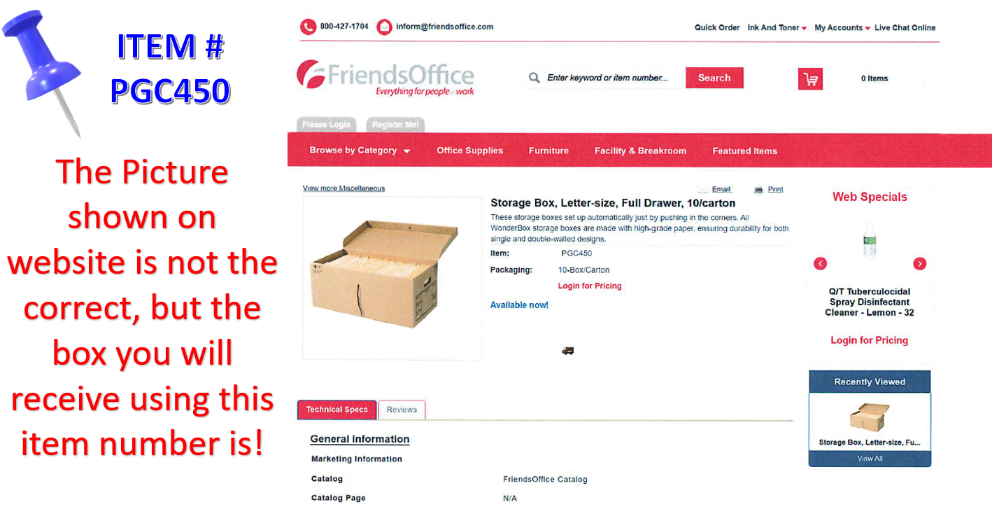 ITEM #
PGC450
The Picture
shown on
website is not the
correct, but the
box you will
receive using this
item number is!
800-427-1704 inform@friendsoffice.com
Quick Order Ink And Toner My Accounts Live Chat Online
FriendsOffice
Everything for people @ work
Enter keyword or item number... Search
0 Items
Please Login Register Me!
Browse by Category Office Supplies Furniture Facility & Breakroom Featured Items
View more Miscellaneous
Email Print
Storage Box, Letter-size, Full Drawer, 10/carton
These storage boxes set up automatically just by pushing in the corners. All
WonderBox storage boxes are made with high-grade paper, ensuring durability for both
single and double-walled designs.
Item: PGC450
Packaging: 10-Box/Carton
Login for Pricing
Available now!
Web Specials
Q/T Tuberculocidal
Spray Disinfectant
Cleaner - Lemon - 32
Login for Pricing
Recently Viewed
Storage Box, Letter-size, Fu...
View All
Technical Specs Reviews
General Information
Marketing Information
Catalog FriendsOffice Catalog
Catalog Page N/A